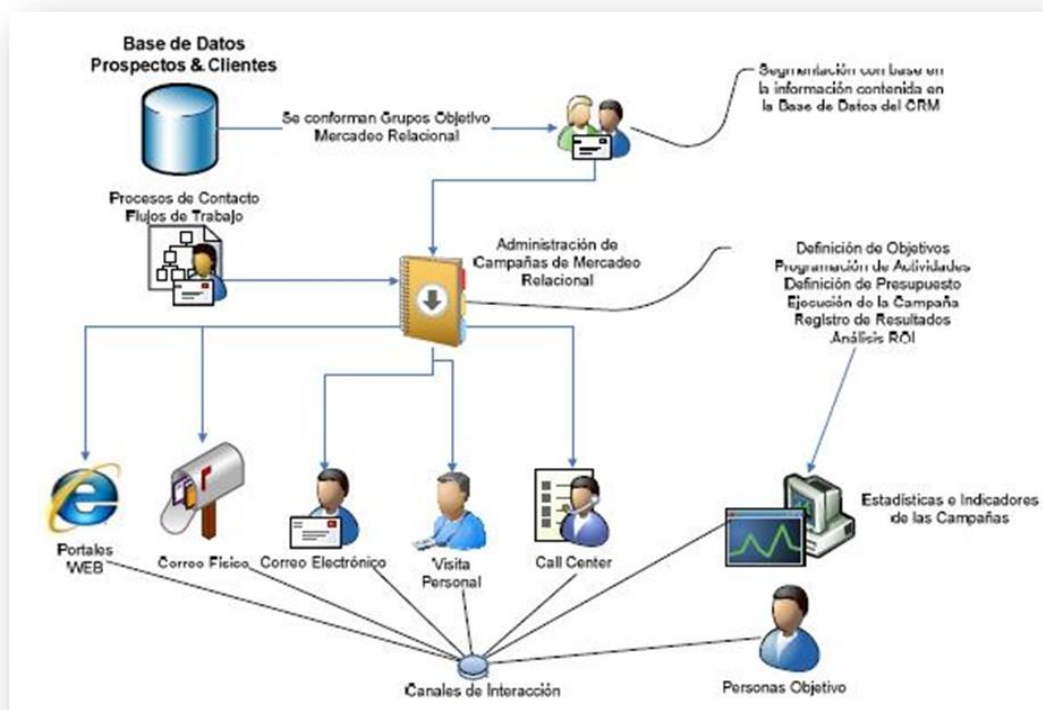 Base de Datos
Prospectos & Clientes
Se conforman Grupos Objetivo
Mercadeo Relacional
Segmentación con base en
la información contenida en
la Base de Datos del CRM
Procesos de Contacto
Flujos de Trabajo
Administración de
Campañas de Mercadeo
Relacional
Definición de Objetivos
Programación de Actividades
Definición de Presupuesto
Ejecución de la Campaña
Registro de Resultados
Análisis ROI
Estadísticas e Indicadores
de las Campañas
Portales
WEB
Correo Físico
Correo Electrónico
Visita
Personal
Call Center
Canales de Interacción
Personas Objetivo